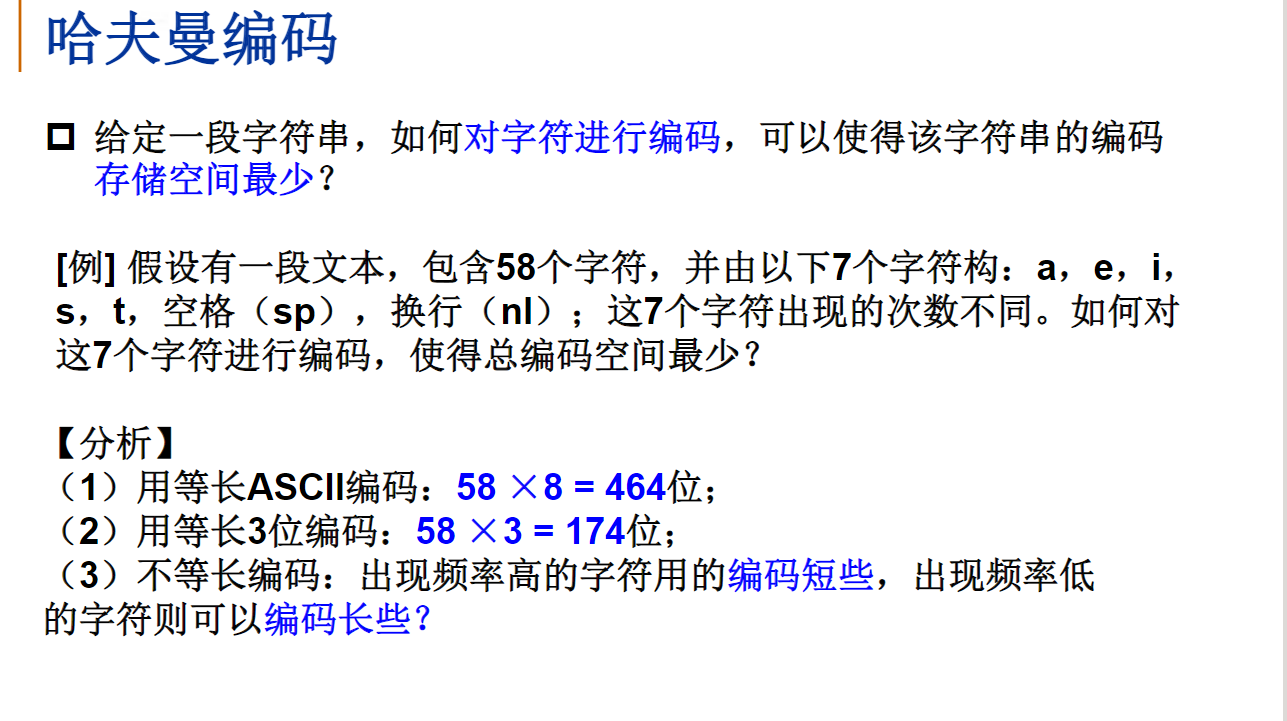 哈夫曼编码
给定一段字符串，如何对字符进行编码，可以使得该字符串的编码
存储空间最少？
[例] 假设有一段文本，包含58个字符，并由以下7个字符构：a，e，i，
s，t，空格（sp），换行（nl）；这7个字符出现的次数不同。如何对
这7个字符进行编码，使得总编码空间最少？
【分析】
（1）用等长ASCII编码：58 ×8 = 464位；
（2）用等长3位编码：58 ×3 = 174位；
（3）不等长编码：出现频率高的字符用的编码短些，出现频率低
的字符则可以编码长些？